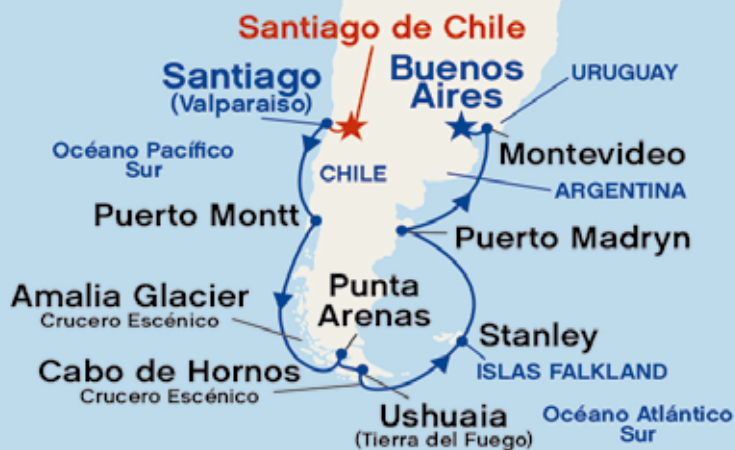 Santiago de Chile
Santiago
(Valparaiso)
Buenos
Aires
URUGUAY
Océano Pacífico
Sur
CHILE
Montevideo
ARGENTINA
Puerto Montt
Puerto Madryn
Amalia Glacier
Crucero Escénico
Punta
Arenas
Stanley
ISLAS FALKLAND
Cabo de Hornos
Crucero Escénico
Ushuaia
(Tierra del Fuego)
Océano Atlántico
Sur